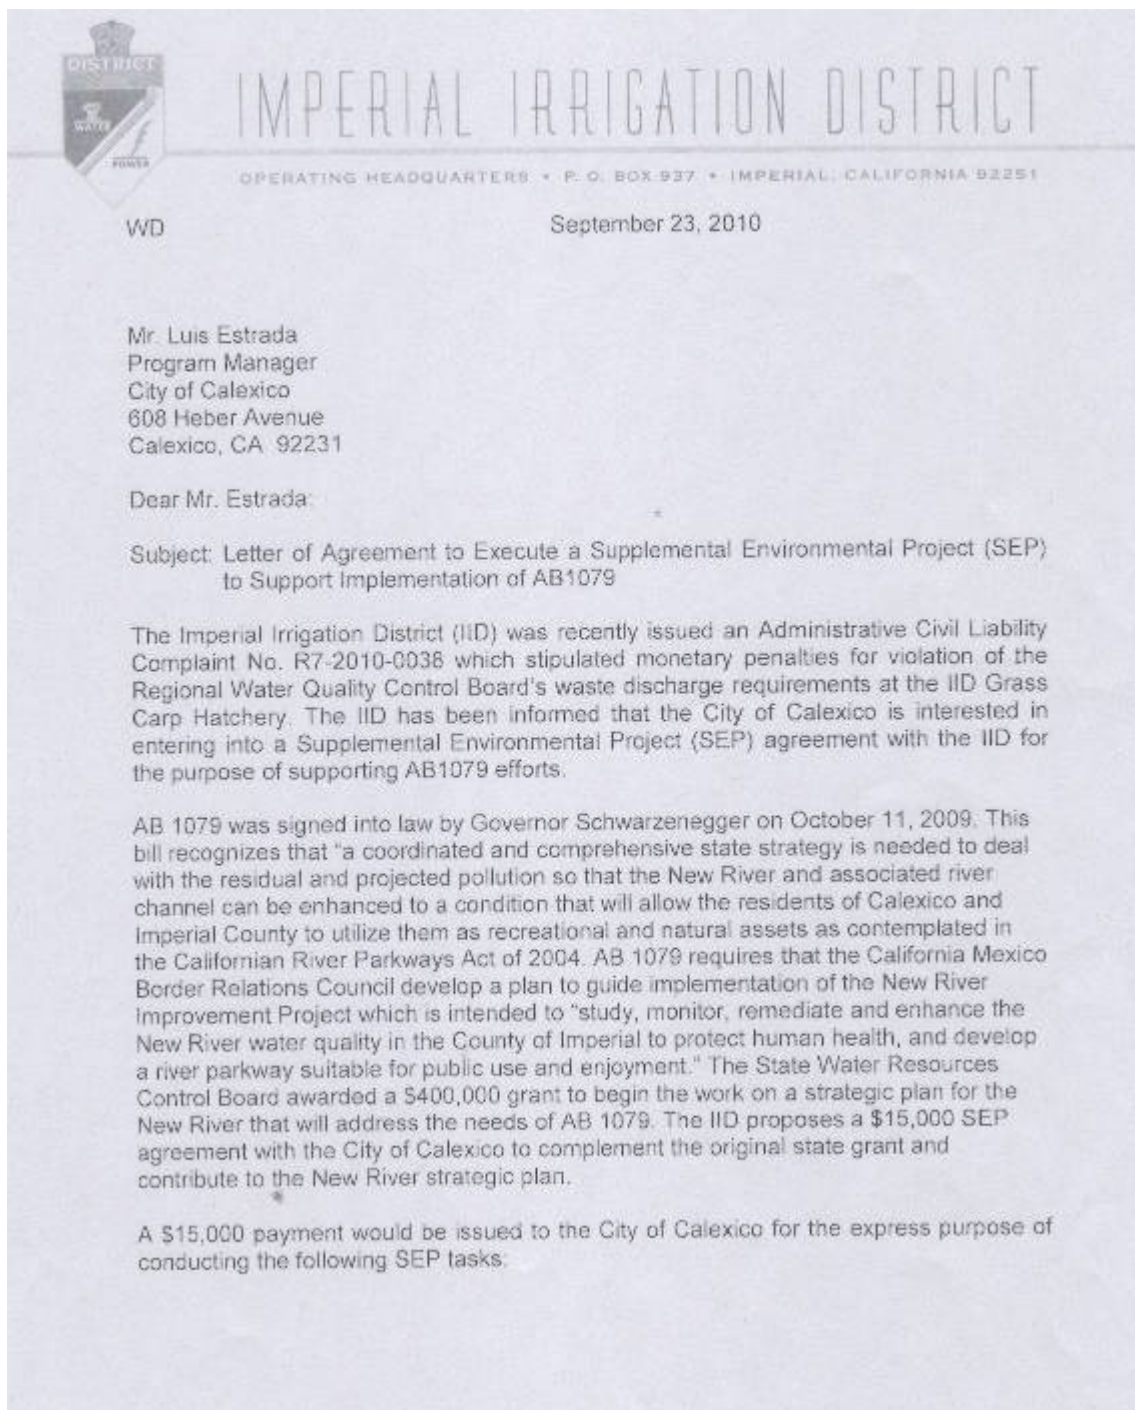 DISTRICT
WATER
POWER
IMPERIAL IRRIGATION DISTRICT
OPERATING HEADQUARTERS • P. O. BOX 937 • IMPERIAL, CALIFORNIA 92251
WD September 23, 2010
Mr. Luis Estrada
Program Manager
City of Calexico
608 Heber Avenue
Calexico, CA 92231
Dear Mr. Estrada:
Subject: Letter of Agreement to Execute a Supplemental Environmental Project (SEP)
to Support Implementation of AB1079
The Imperial Irrigation District (IID) was recently issued an Administrative Civil Liability
Complaint No. R7-2010-0038 which stipulated monetary penalties for violation of the
Regional Water Quality Control Board's waste discharge requirements at the IID Grass
Carp Hatchery. The IID has been informed that the City of Calexico is interested in
entering into a Supplemental Environmental Project (SEP) agreement with the IID for
the purpose of supporting AB1079 efforts.
AB 1079 was signed into law by Governor Schwarzenegger on October 11, 2009. This
bill recognizes that "a coordinated and comprehensive state strategy is needed to deal
with the residual and projected pollution so that the New River and associated river
channel can be enhanced to a condition that will allow the residents of Calexico and
Imperial County to utilize them as recreational and natural assets as contemplated in
the Californian River Parkways Act of 2004. AB 1079 requires that the California Mexico
Border Relations Council develop a plan to guide implementation of the New River
Improvement Project which is intended to "study, monitor, remediate and enhance the
New River water quality in the County of Imperial to protect human health, and develop
a river parkway suitable for public use and enjoyment." The State Water Resources
Control Board awarded a $400,000 grant to begin the work on a strategic plan for the
New River that will address the needs of AB 1079. The IID proposes a $15,000 SEP
agreement with the City of Calexico to complement the original state grant and
contribute to the New River strategic plan.
A $15,000 payment would be issued to the City of Calexico for the express purpose of
conducting the following SEP tasks: